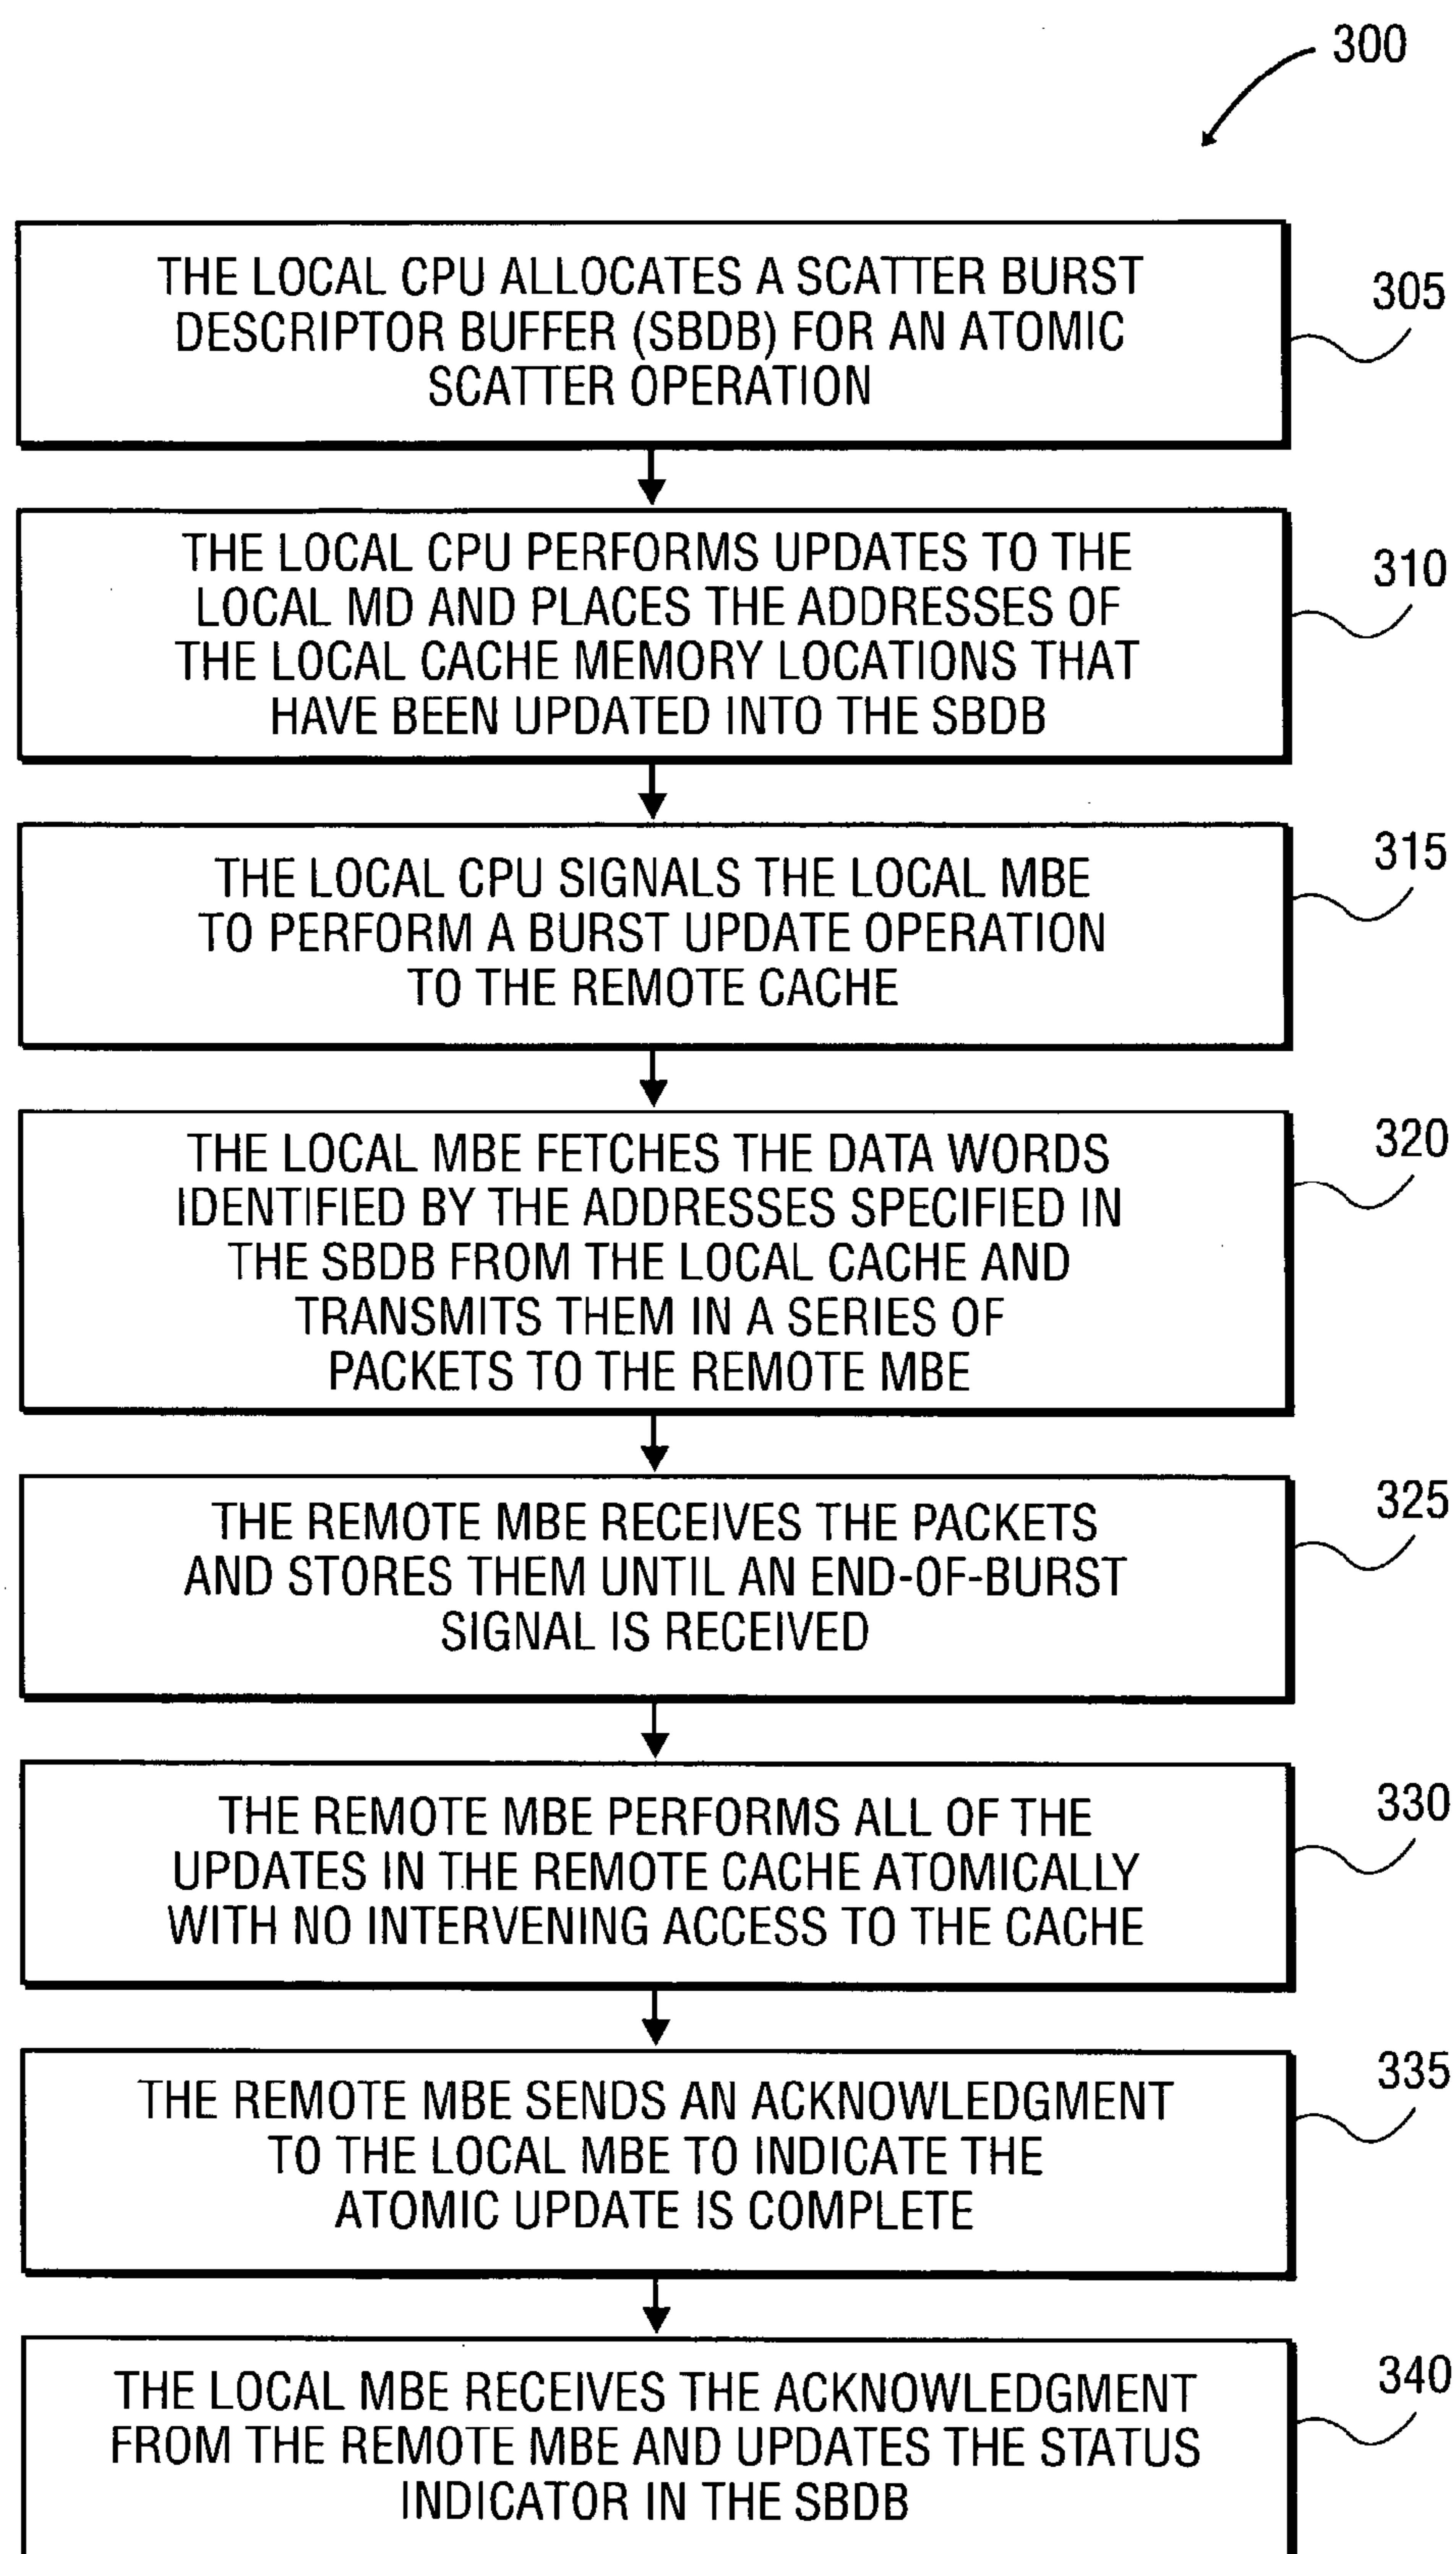 300
THE LOCAL CPU ALLOCATES A SCATTER BURST
DESCRIPTOR BUFFER (SBDB) FOR AN ATOMIC
SCATTER OPERATION
305
THE LOCAL CPU PERFORMS UPDATES TO THE
LOCAL MD AND PLACES THE ADDRESSES OF
THE LOCAL CACHE MEMORY LOCATIONS THAT
HAVE BEEN UPDATED INTO THE SBDB
310
THE LOCAL CPU SIGNALS THE LOCAL MBE
TO PERFORM A BURST UPDATE OPERATION
TO THE REMOTE CACHE
315
THE LOCAL MBE FETCHES THE DATA WORDS
IDENTIFIED BY THE ADDRESSES SPECIFIED IN
THE SBDB FROM THE LOCAL CACHE AND
TRANSMITS THEM IN A SERIES OF
PACKETS TO THE REMOTE MBE
320
THE REMOTE MBE RECEIVES THE PACKETS
AND STORES THEM UNTIL AN END-OF-BURST
SIGNAL IS RECEIVED
325
THE REMOTE MBE PERFORMS ALL OF THE
UPDATES IN THE REMOTE CACHE ATOMICALLY
WITH NO INTERVENING ACCESS TO THE CACHE
330
THE REMOTE MBE SENDS AN ACKNOWLEDGMENT
TO THE LOCAL MBE TO INDICATE THE
ATOMIC UPDATE IS COMPLETE
335
THE LOCAL MBE RECEIVES THE ACKNOWLEDGMENT
FROM THE REMOTE MBE AND UPDATES THE STATUS
INDICATOR IN THE SBDB
340